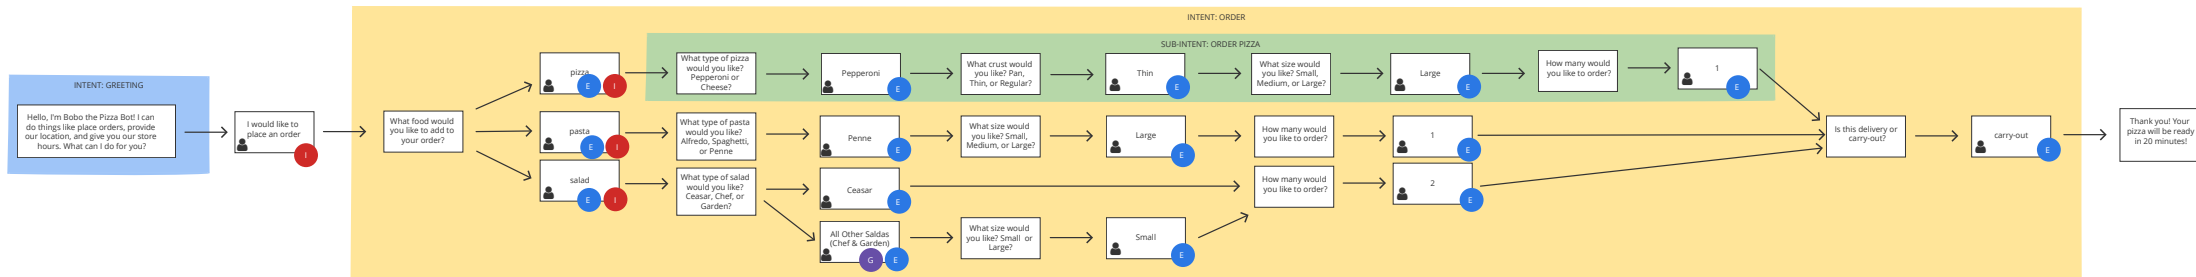 INTENT: GREETING
Hello, I'm Bobo the Pizza Bot! I can
do things like place orders, provide
our location, and give you our store
hours. What can I do for you?
I would like to
place an order
I
INTENT: ORDER
What food would
you like to add to
your order?
pizza
E
I
SUB-INTENT: ORDER PIZZA
What type of pizza
would you like?
Pepperoni or
Cheese?
Pepperoni
E
What crust would
you like? Pan,
Thin, or Regular?
Thin
E
What size would
you like? Small,
Medium, or Large?
Large
E
How many would
you like to order?
1
E
pasta
E
I
What type of pasta
would you like?
Alfredo, Spaghetti,
or Penne
Penne
E
What size would
you like? Small,
Medium, or Large?
Large
E
How many would
you like to order?
1
E
salad
E
I
What type of salad
would you like?
Ceasar, Chef, or
Garden?
Ceasar
E
How many would
you like to order?
2
E
All Other Saldas
(Chef & Garden)
G
E
What size would
you like? Small or
Large?
Small
E
Is this delivery or
carry-out?
carry-out
E
Thank you! Your
pizza will be ready
in 20 minutes!